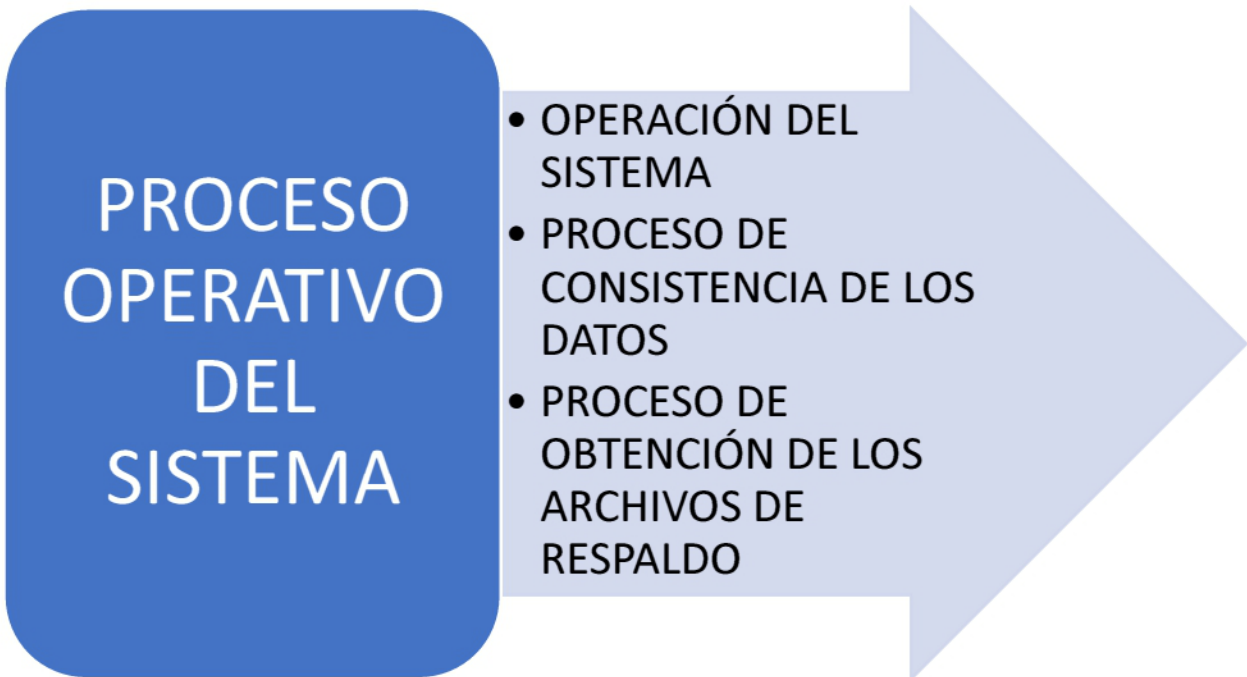 PROCESO
OPERATIVO
DEL
SISTEMA
• OPERACIÓN DEL
SISTEMA
• PROCESO DE
CONSISTENCIA DE LOS
DATOS
• PROCESO DE
OBTENCIÓN DE LOS
ARCHIVOS DE
RESPALDO